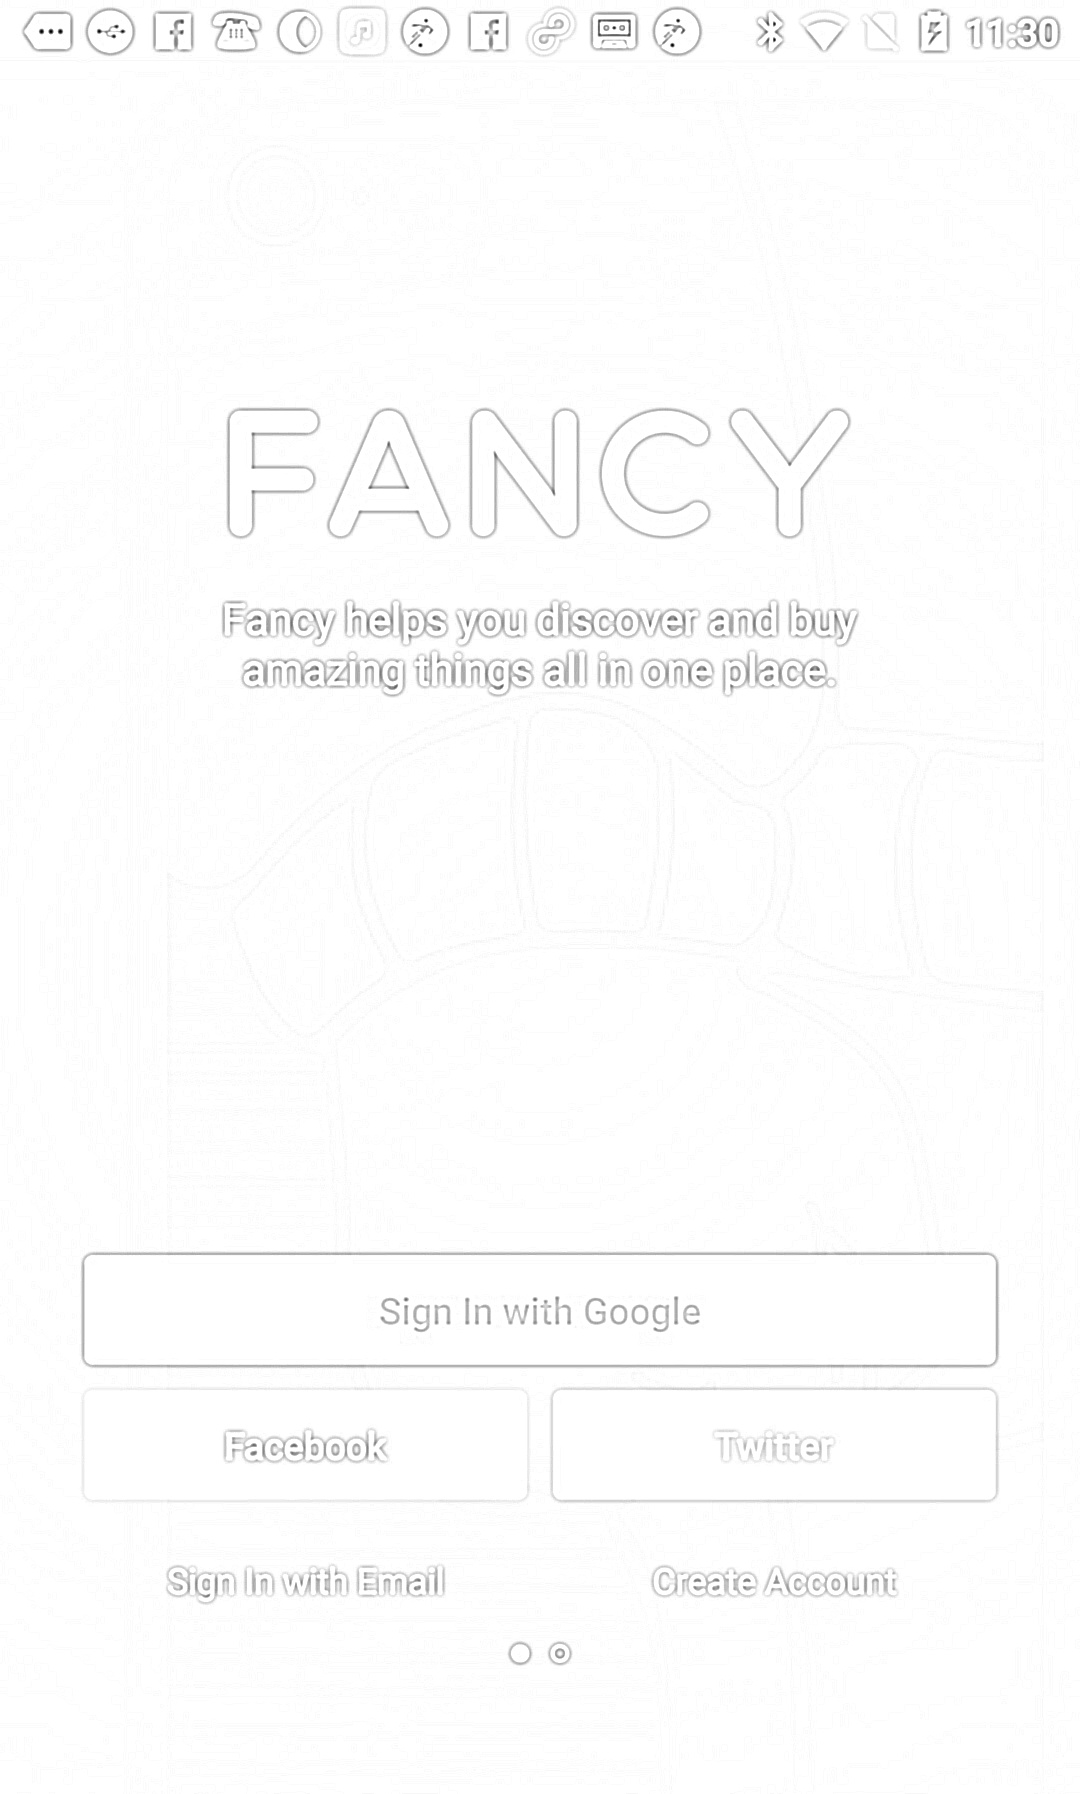 11:30
FANCY
Fancy helps you discover and buy
amazing things all in one place.
Sign In with Google
Facebook
Twitter
Sign In with Email
Create Account